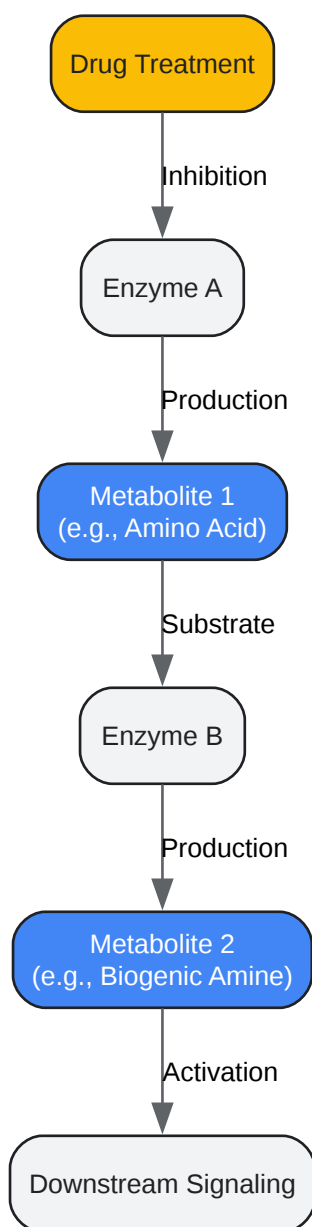 Drug Treatment
Inhibition
Enzyme A
Production
Metabolite 1
(e.g., Amino Acid)
Substrate
Enzyme B
Production
Metabolite 2
(e.g., Biogenic Amine)
Activation
Downstream Signaling